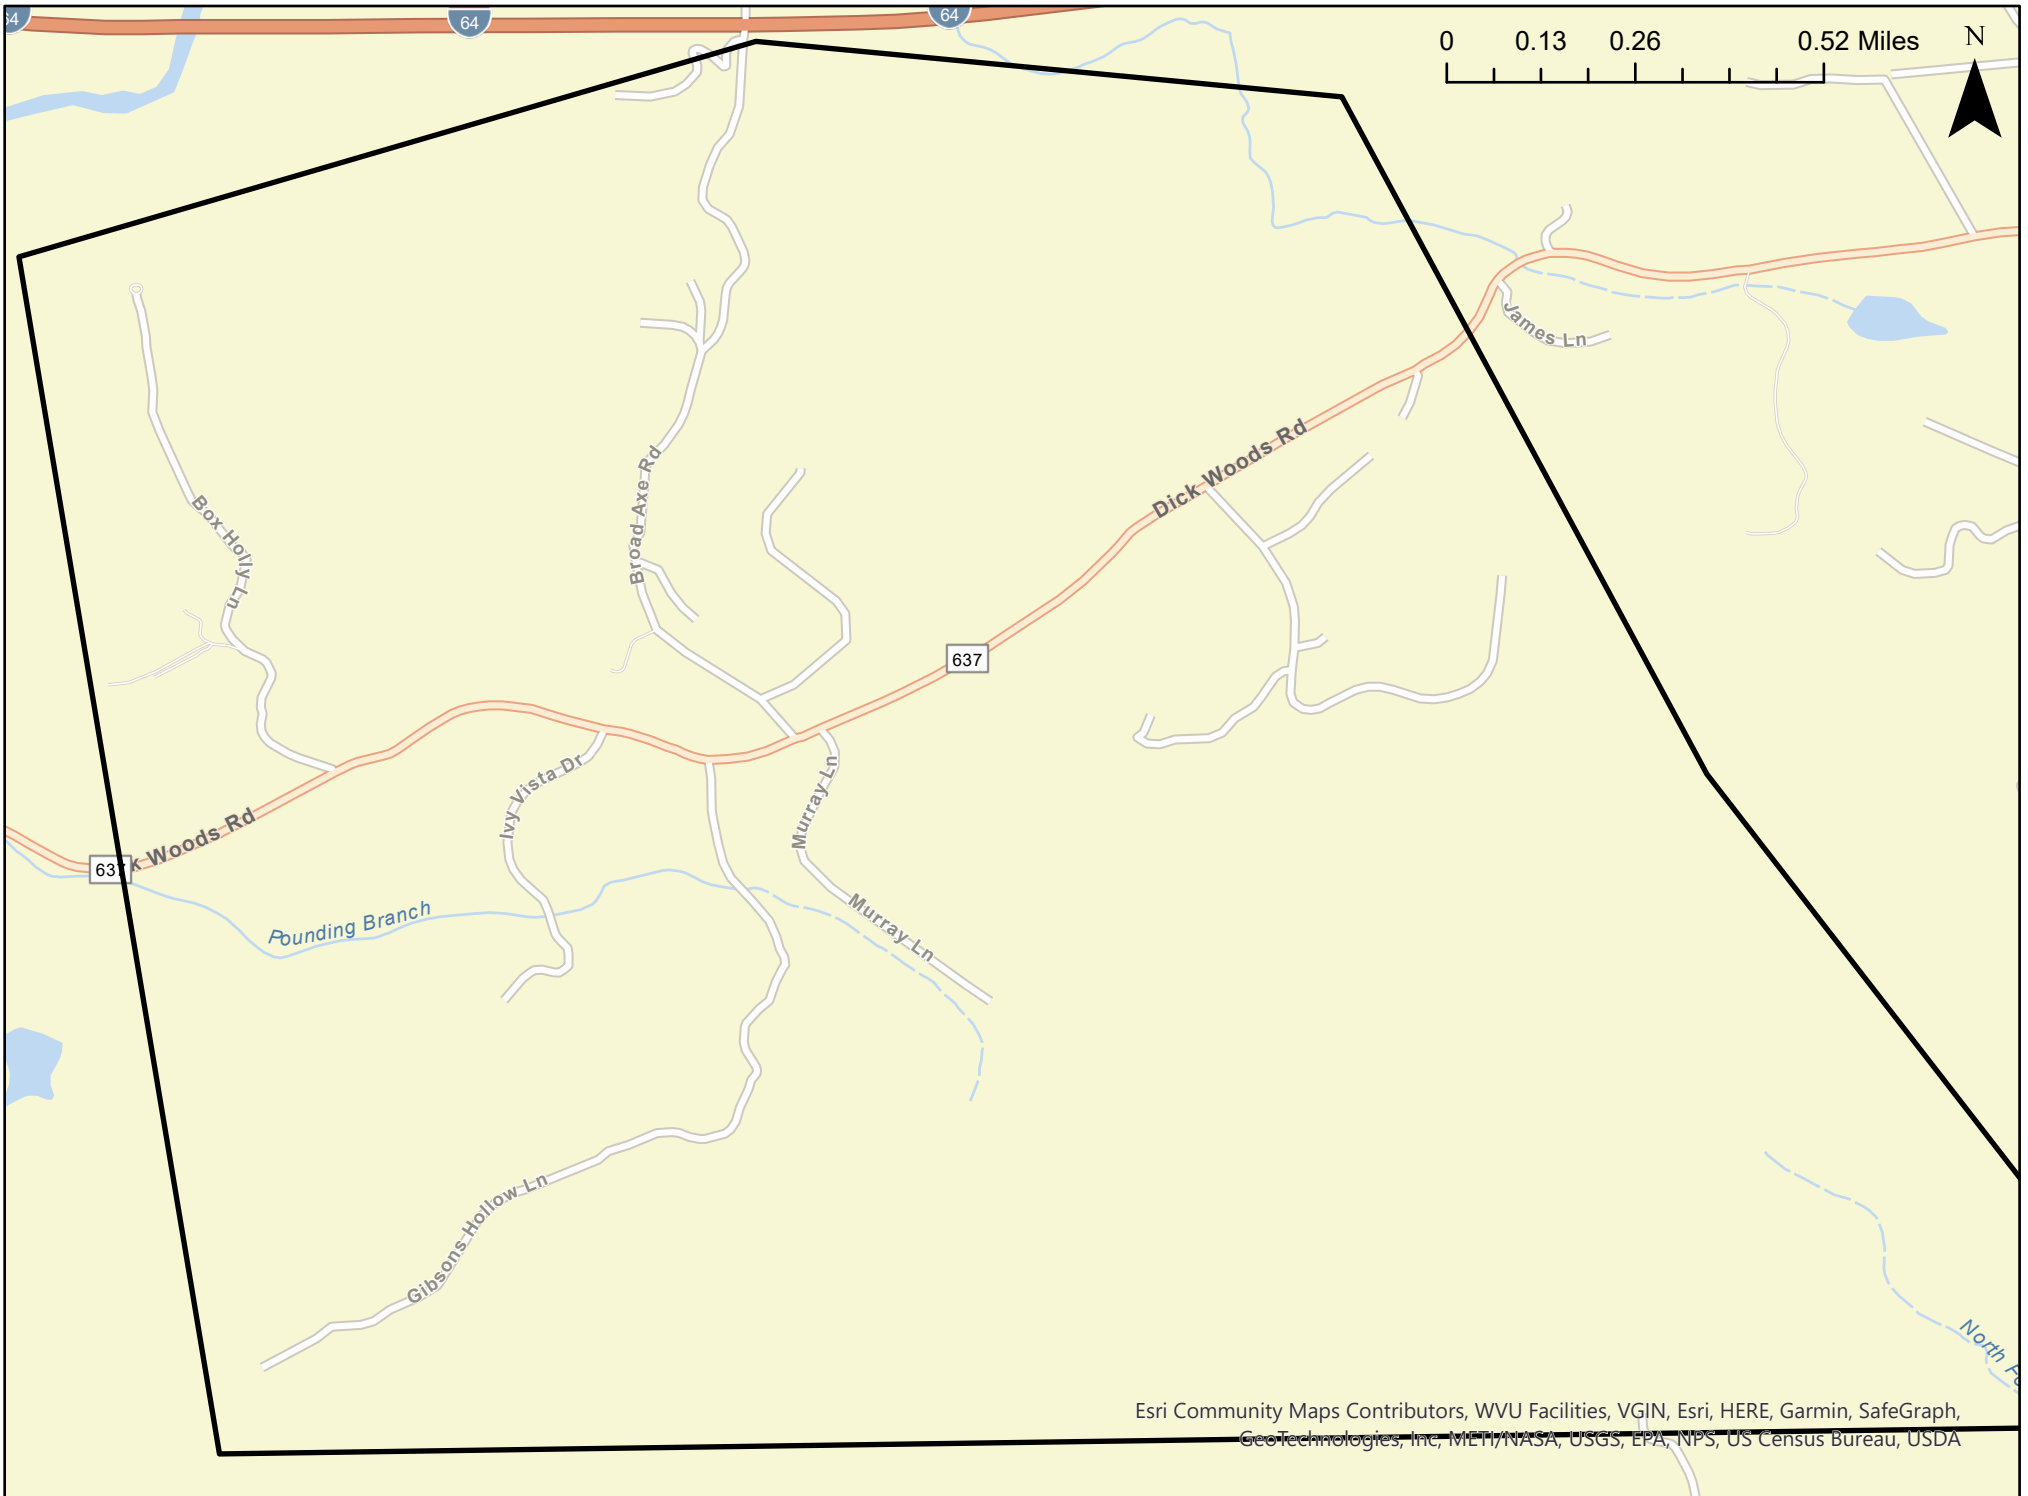 64
64
64
0 0.13 0.26 0.52 Miles
N
James Ln
Dick Woods Rd
Broad Axe Rd
Box Holly Ln
637
Ivy Vista Dr
Murray Ln
k Woods Rd
637
Murray Ln
Pounding Branch
Gibsons Hollow Ln
North Fo
Esri Community Maps Contributors, WVU Facilities, VGIN, Esri, HERE, Garmin, SafeGraph,
GeoTechnologies, Inc, METI/NASA, USGS, EPA, NPS, US Census Bureau, USDA